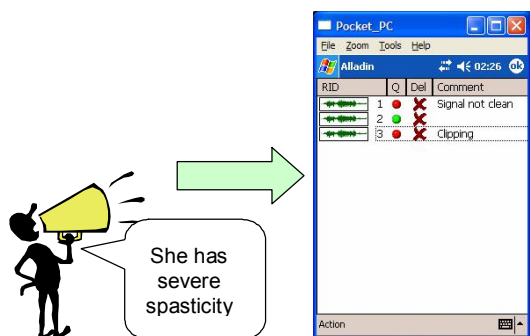 Pocket_PC
File Zoom Tools Help
Alladin 02:26 ok
RID Q Del Comment
1 Signal not clean
2
3 Clipping
She has
severe
spasticity
Action